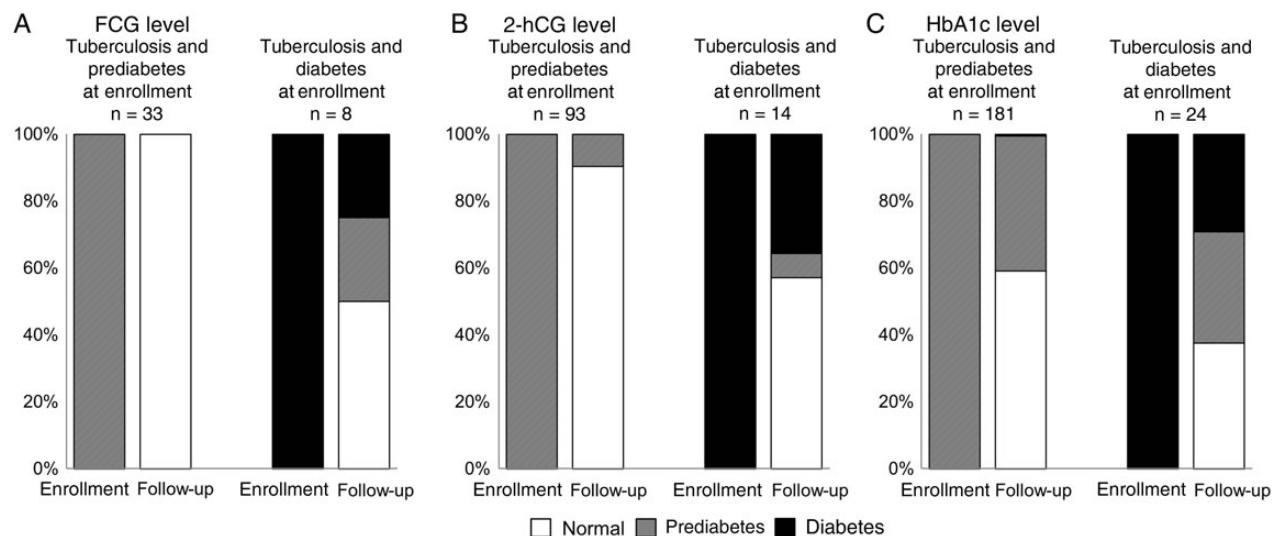 A FCG level
Tuberculosis and
prediabetes
at enrollment
n = 33
Tuberculosis and
diabetes
at enrollment
n = 8
100%
80%
60%
40%
20%
0%
Enrollment Follow-up Enrollment Follow-up
B 2-hCG level
Tuberculosis and
prediabetes
at enrollment
n = 93
Tuberculosis and
diabetes
at enrollment
n = 14
100%
80%
60%
40%
20%
0%
Enrollment Follow-up Enrollment Follow-up
C HbA1c level
Tuberculosis and
prediabetes
at enrollment
n = 181
Tuberculosis and
diabetes
at enrollment
n = 24
100%
80%
60%
40%
20%
0%
Enrollment Follow-up Enrollment Follow-up
Normal Prediabetes Diabetes